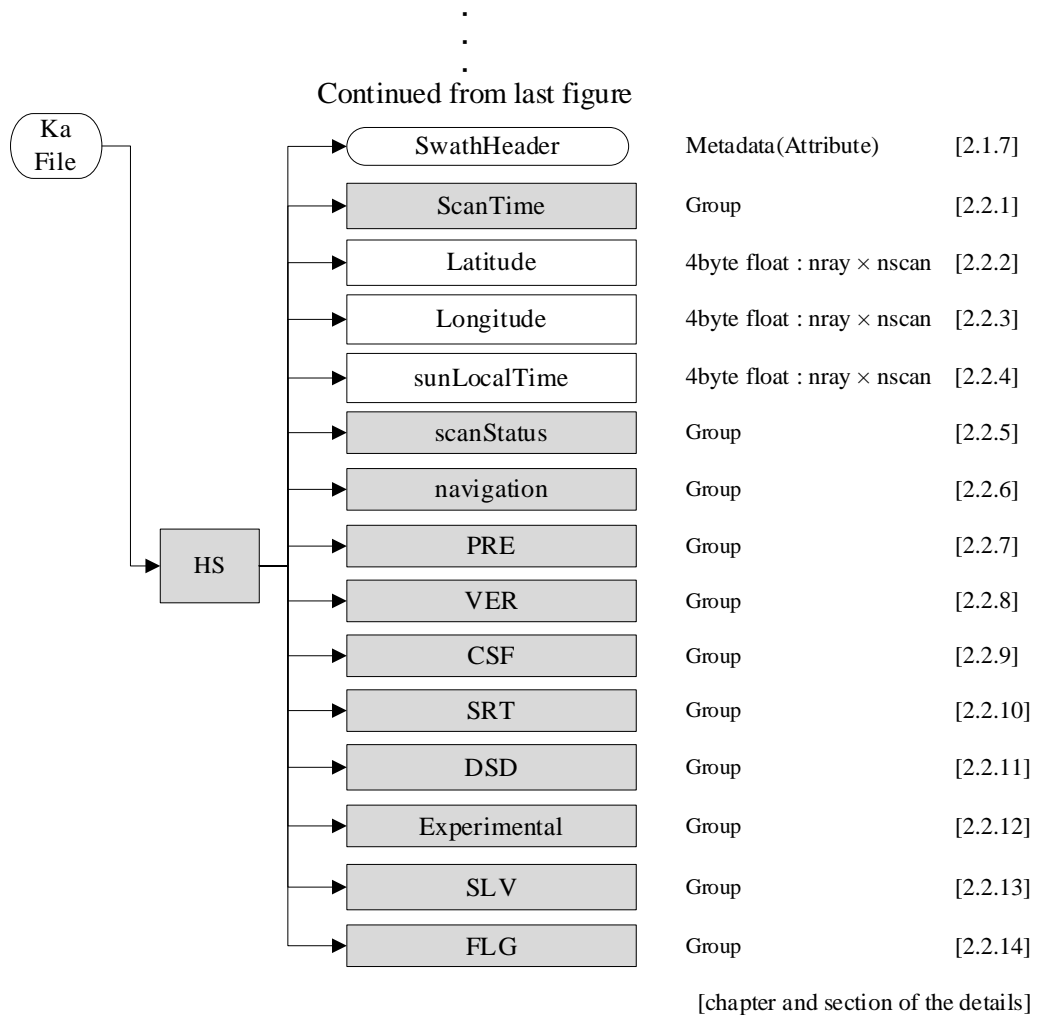 Continued from last figure
Ka
File
SwathHeader Metadata(Attribute) [2.1.7]
ScanTime Group [2.2.1]
Latitude 4byte float : nray × nscan [2.2.2]
Longitude 4byte float : nray × nscan [2.2.3]
sunLocalTime 4byte float : nray × nscan [2.2.4]
scanStatus Group [2.2.5]
navigation Group [2.2.6]
PRE Group [2.2.7]
HS
VER Group [2.2.8]
CSF Group [2.2.9]
SRT Group [2.2.10]
DSD Group [2.2.11]
Experimental Group [2.2.12]
SLV Group [2.2.13]
FLG Group [2.2.14]
[chapter and section of the details]